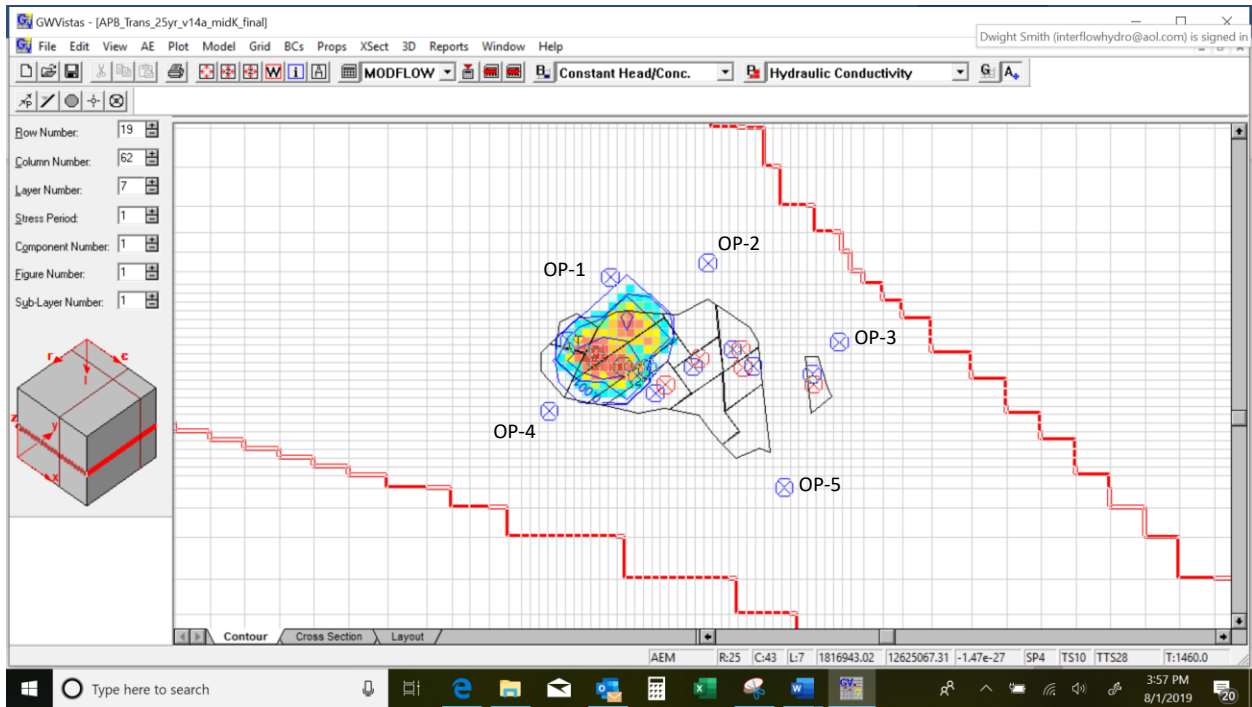 GWVistas - [APB_Trans_25yr_v14a_midK_final]
Dwight Smith (interflowhydro@aol.com) is signed in
File Edit View AE Plot Model Grid BCs Props XSect 3D Reports Window Help
MODFLOW Constant Head/Conc. Hydraulic Conductivity
Row Number: 19
Column Number: 62
Layer Number: 7
Stress Period: 1
Component Number: 1
Figure Number: 1
Sub-Layer Number: 1
OP-1
OP-2
OP-3
OP-4
OP-5
r
c
l
z
y
x
Contour Cross Section Layout
AEM R:25 C:43 L:7 1816943.02 12625067.31 -1.47e-27 SP4 TS10 TTS28 T:1460.0
Type here to search
3:57 PM
8/1/2019
20